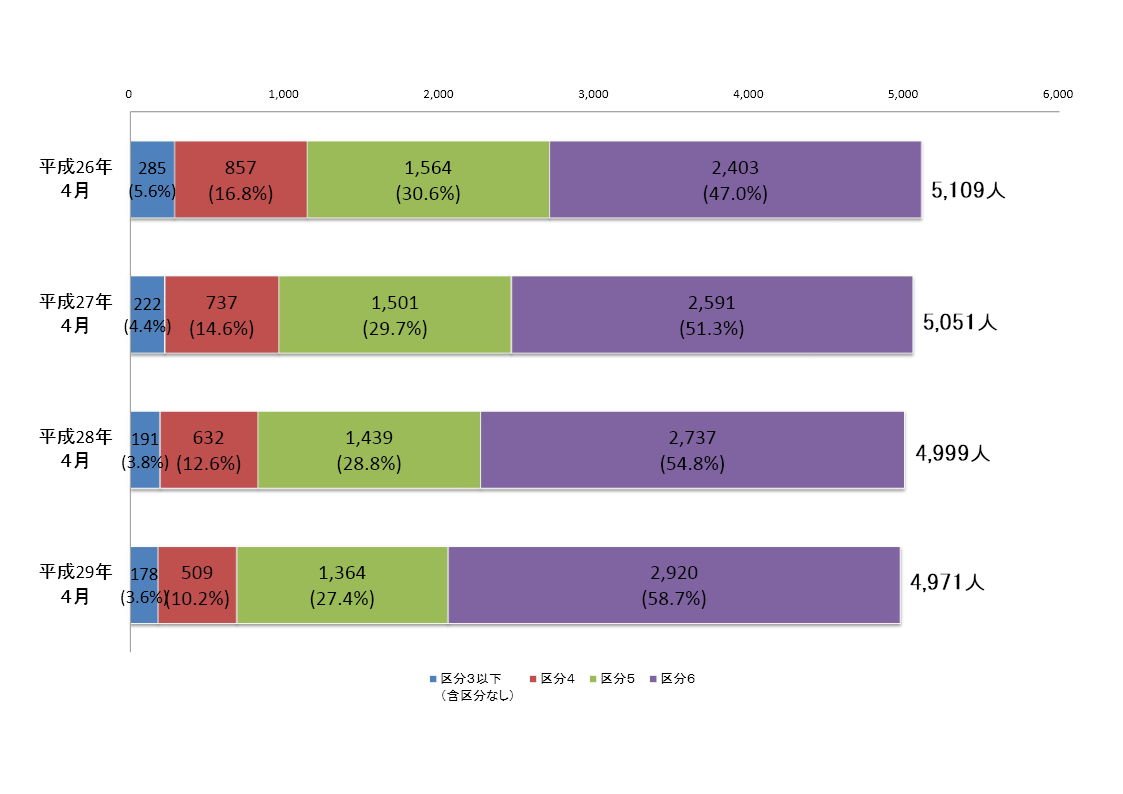 0 1,000 2,000 3,000 4,000 5,000 6,000
平成26年
4月
285 857 1,564 2,403
(5.6%) (16.8%) (30.6%) (47.0%)
5,109人
平成27年
4月
222 737 1,501 2,591
(4.4%) (14.6%) (29.7%) (51.3%)
5,051人
平成28年
4月
191 632 1,439 2,737
(3.8%) (12.6%) (28.8%) (54.8%)
4,999人
平成29年
4月
178 509 1,364 2,920
(3.6%) (10.2%) (27.4%) (58.7%)
4,971人
区分3以下 区分4 区分5 区分6
（含区分なし）